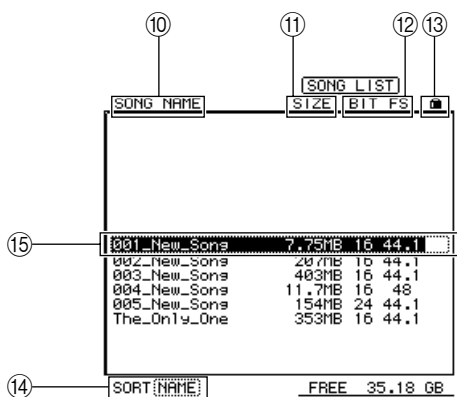 ⑩ ⑪ ⑫ ⑬
SONG LIST
SONG NAME SIZE BIT FS
⑮
001_New_Song 7.75MB 16 44.1
002_New_Song 207MB 16 44.1
003_New_Song 403MB 16 44.1
004_New_Song 11.7MB 16 48
005_New_Song 154MB 24 44.1
The_Only_One 353MB 16 44.1
⑭
SORT NAME FREE 35.18 GB